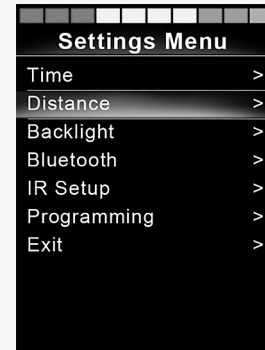 Settings Menu
Time >
Distance >
Backlight >
Bluetooth >
IR Setup >
Programming >
Exit >